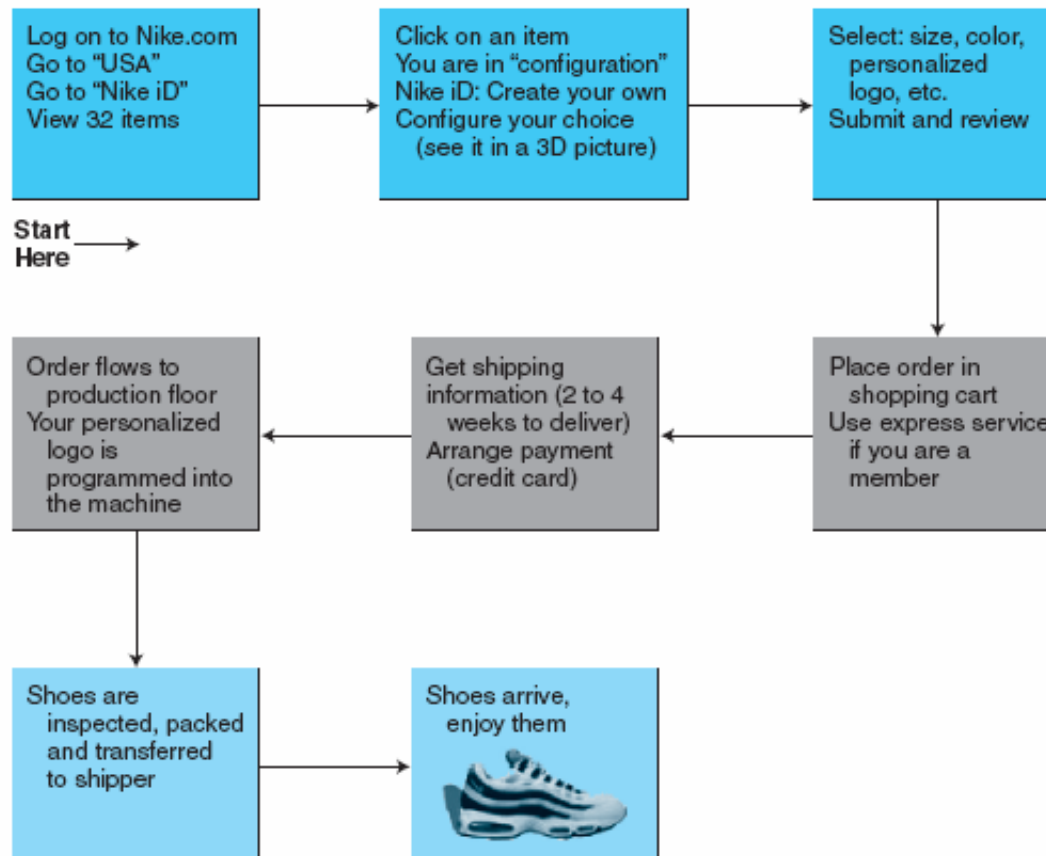 Log on to Nike.com
Go to “USA”
Go to “Nike iD”
View 32 items
Click on an item
You are in “configuration”
Nike iD: Create your own
Configure your choice
(see it in a 3D picture)
Select: size, color,
personalized
logo, etc.
Submit and review
Start
Here
Place order in
shopping cart
Use express service
if you are a
member
Get shipping
information (2 to 4
weeks to deliver)
Arrange payment
(credit card)
Order flows to
production floor
Your personalized
logo is
programmed into
the machine
Shoes are
inspected, packed
and transferred
to shipper
Shoes arrive,
enjoy them